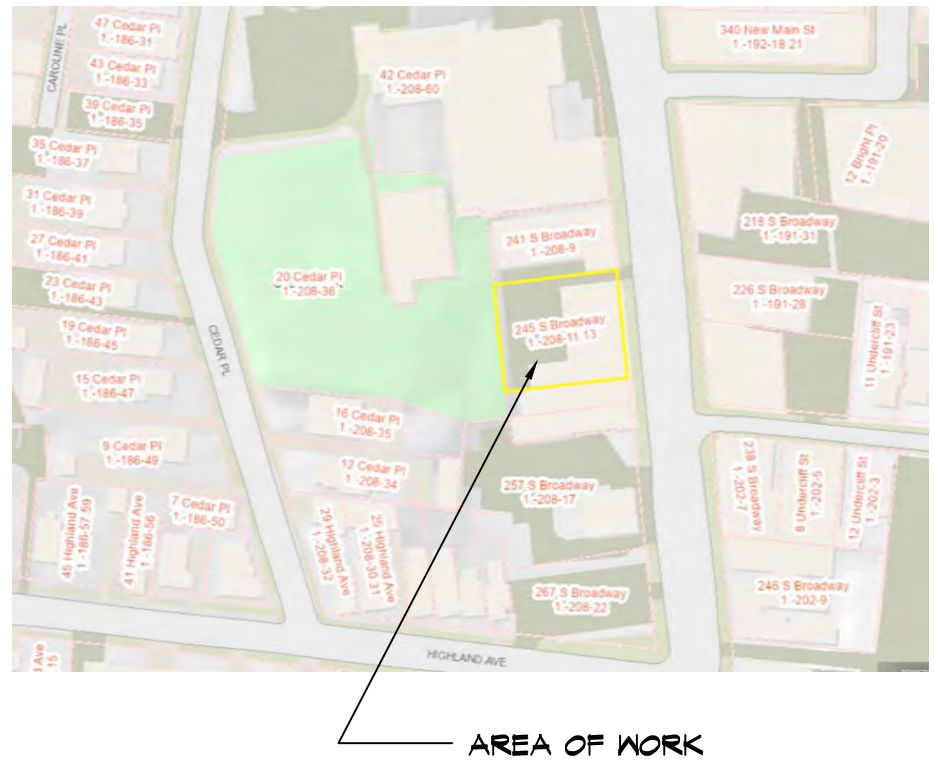 47 Cedar Pl
1.-186-31
43 Cedar Pl
1.-186-33
39 Cedar Pl
1.-186-35
35 Cedar Pl
1.-186-37
31 Cedar Pl
1.-186-39
27 Cedar Pl
1.-186-41
23 Cedar Pl
1.-186-43
19 Cedar Pl
1.-186-45
15 Cedar Pl
1.-186-47
9 Cedar Pl
1.-186-49
7 Cedar Pl
1.-186-50
45 Highland Ave
1.-186-57.59
41 Highland Ave
1.-186-56
CAROLINE PL
CEDAR PL
42 Cedar Pl
1.-208-60
20 Cedar Pl
1.-208-36
16 Cedar Pl
1.-208-35
12 Cedar Pl
1.-208-34
29 Highland Ave
1.-208-32
25 Highland Ave
1.-208-30.31
241 S Broadway
1.-208-9
245 S Broadway
1.-208-11.13
257 S Broadway
1.-208-17
267 S Broadway
1.-208-22
340 New Main St
1.-192-18.21
12 Bright Pl
1.-191-20
218 S Broadway
1.-191-31
226 S Broadway
1.-191-28
11 Undercliff St
1.-191-23
238 S Broadway
1.-202-7
8 Undercliff St
1.-202-5
12 Undercliff St
1.-202-3
246 S Broadway
1.-202-9
HIGHLAND AVE
Ave
15
AREA OF WORK